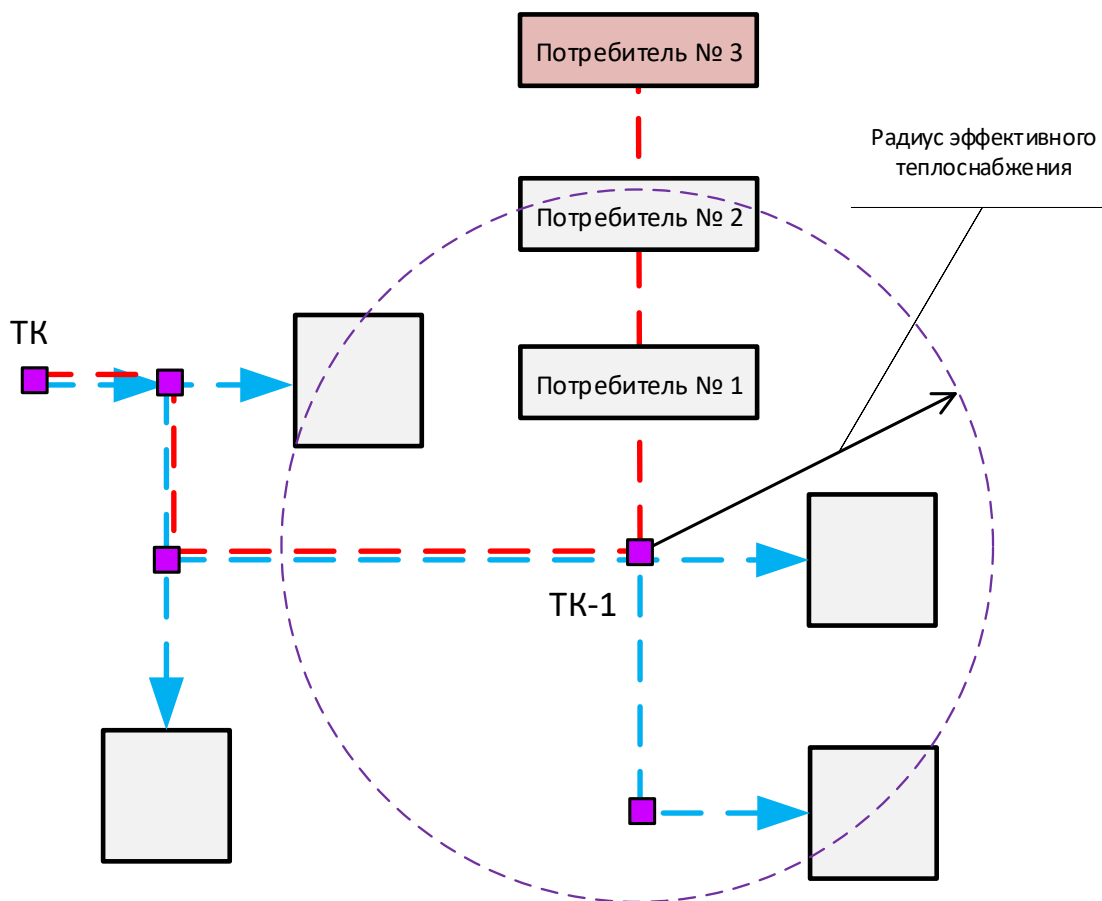 Потребитель № 3
Радиус эффективного
теплоснабжения
Потребитель № 2
ТК
Потребитель № 1
ТК-1